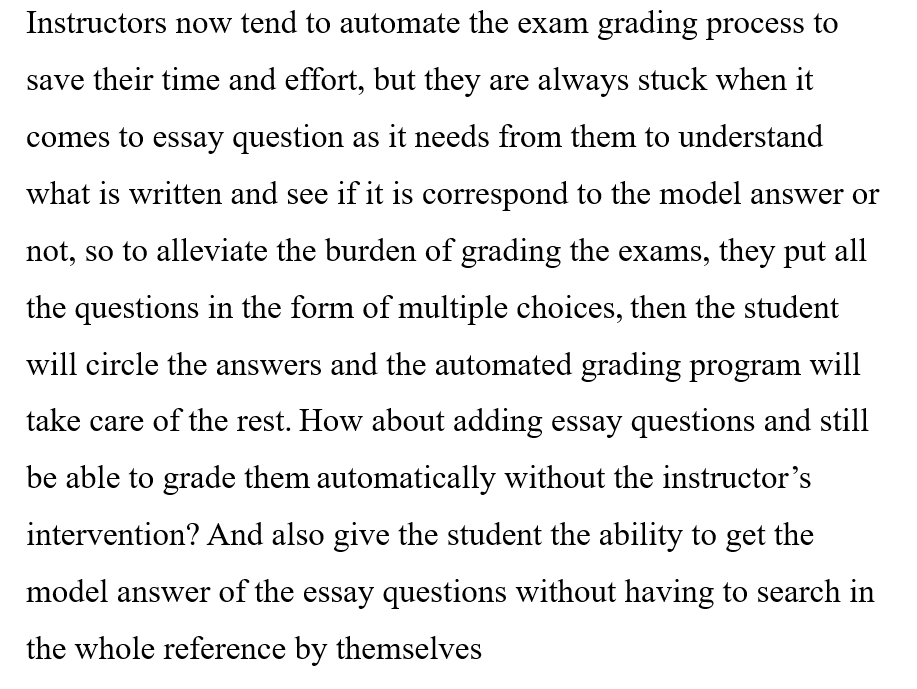 Instructors now tend to automate the exam grading process to
save their time and effort, but they are always stuck when it
comes to essay question as it needs from them to understand
what is written and see if it is correspond to the model answer or
not, so to alleviate the burden of grading the exams, they put all
the questions in the form of multiple choices, then the student
will circle the answers and the automated grading program will
take care of the rest. How about adding essay questions and still
be able to grade them automatically without the instructor’s
intervention? And also give the student the ability to get the
model answer of the essay questions without having to search in
the whole reference by themselves